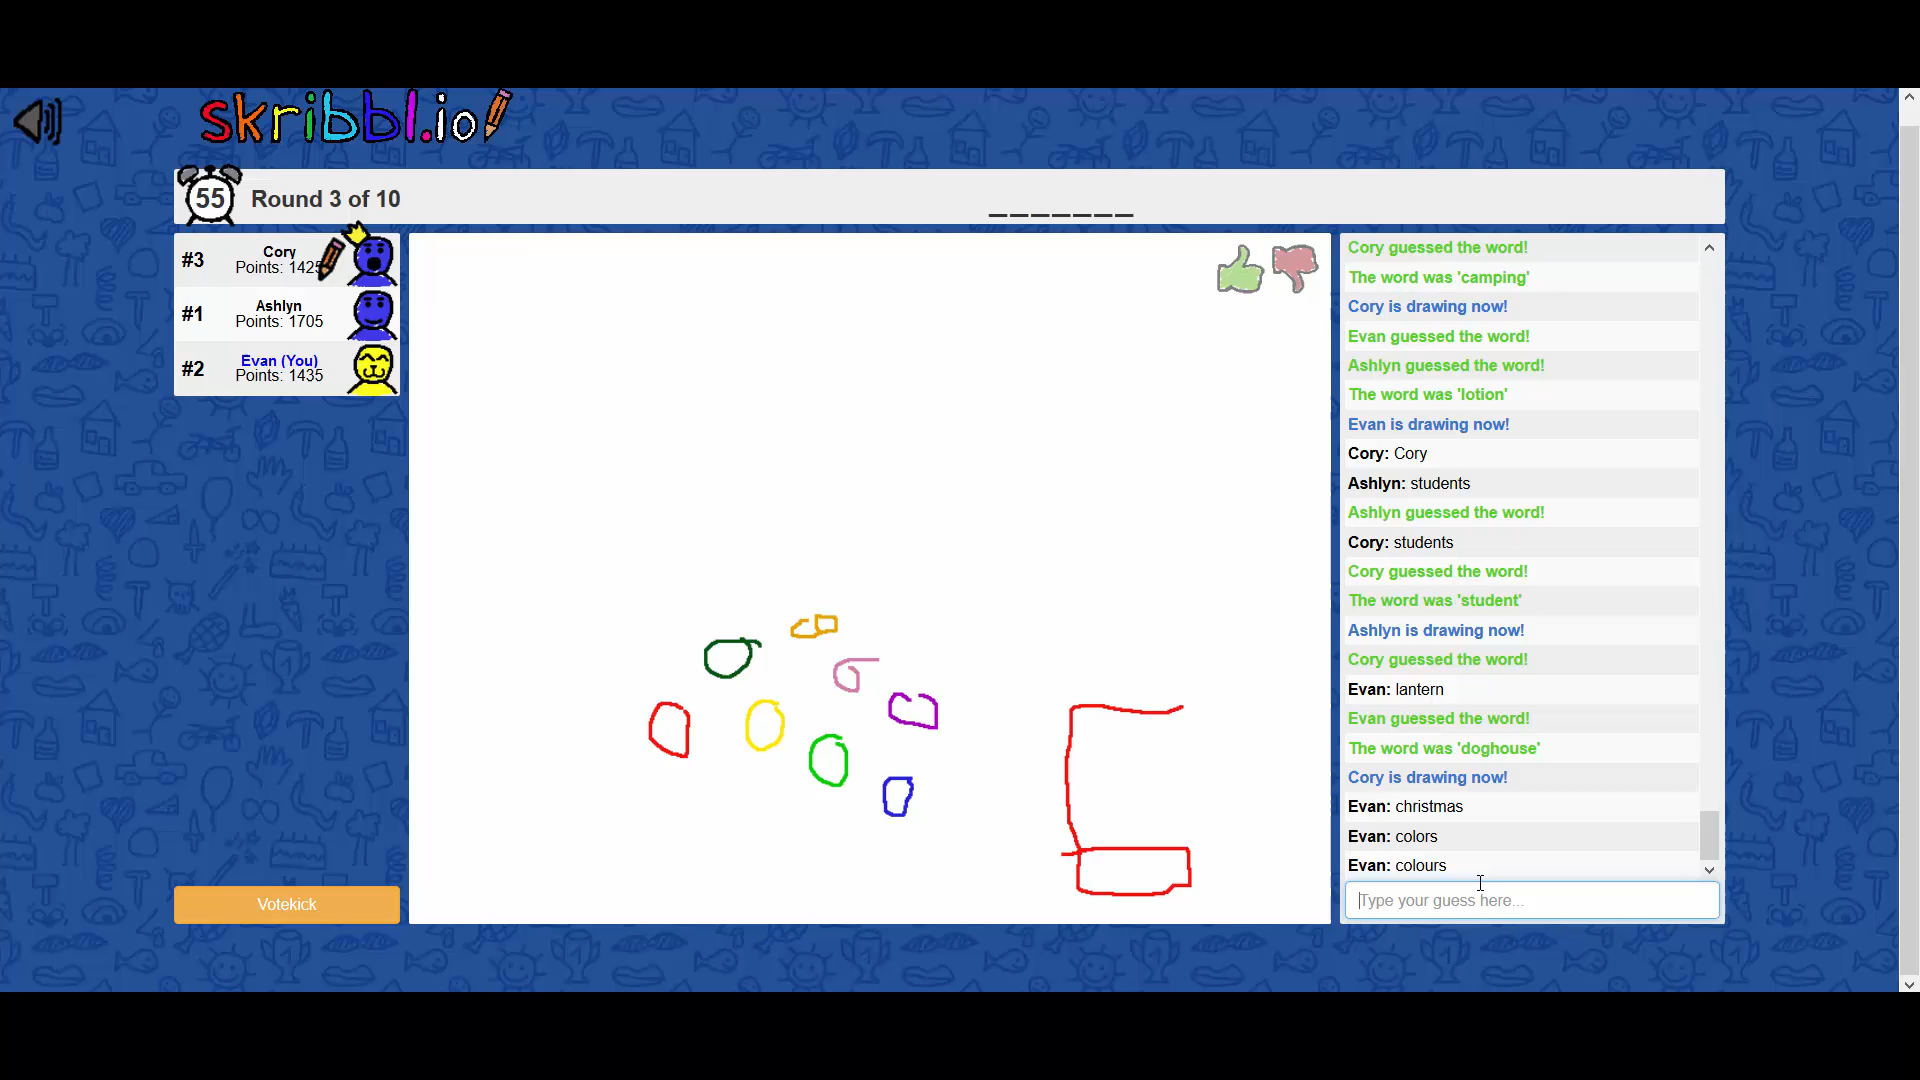 skribbl.io
55
Round 3 of 10
_______
#3
Cory
Points: 1425
#1
Ashlyn
Points: 1705
#2
Evan (You)
Points: 1435
Votekick
Cory guessed the word!
The word was 'camping'
Cory is drawing now!
Evan guessed the word!
Ashlyn guessed the word!
The word was 'lotion'
Evan is drawing now!
Cory: Cory
Ashlyn: students
Ashlyn guessed the word!
Cory: students
Cory guessed the word!
The word was 'student'
Ashlyn is drawing now!
Cory guessed the word!
Evan: lantern
Evan guessed the word!
The word was 'doghouse'
Cory is drawing now!
Evan: christmas
Evan: colors
Evan: colours
Type your guess here...